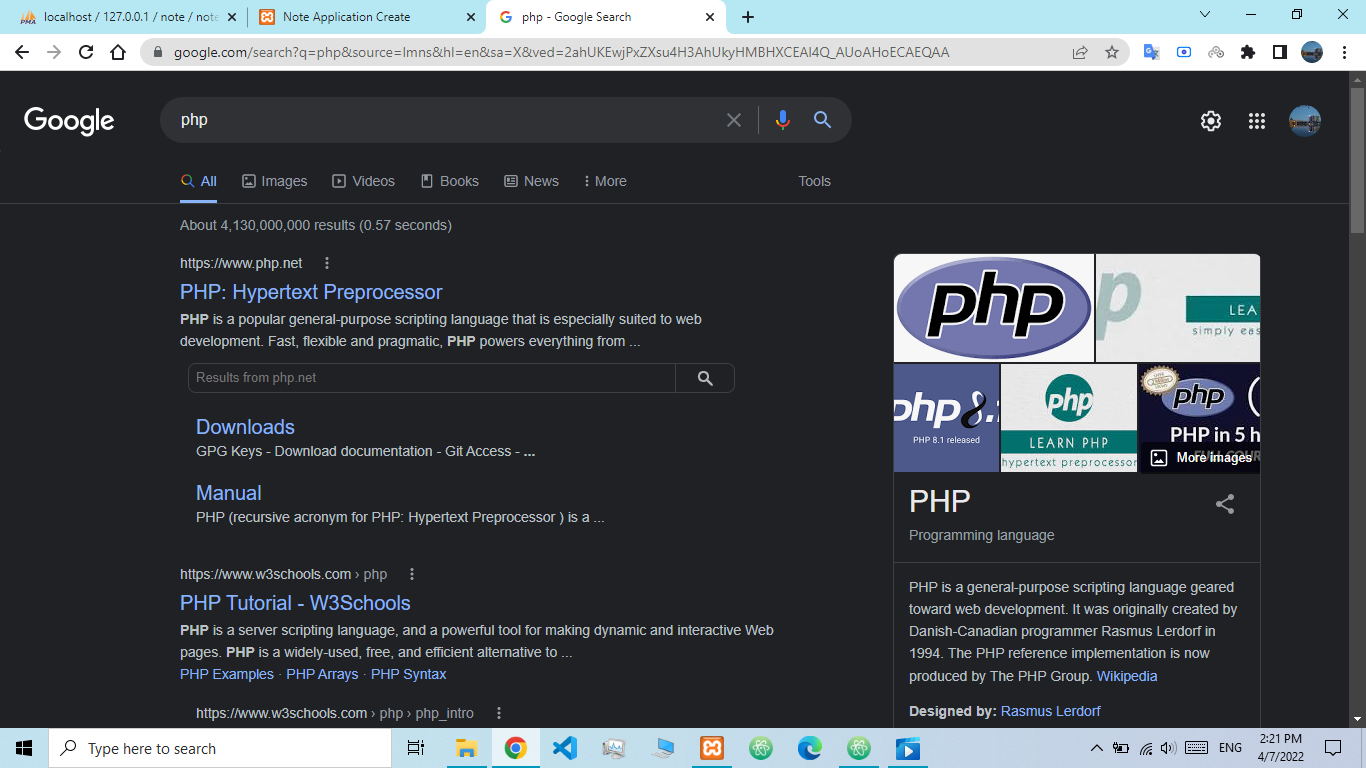 localhost / 127.0.0.1 / note / note
Note Application Create
php - Google Search
google.com/search?q=php&source=lmns&hl=en&sa=X&ved=2ahUKEwjPxZXsu4H3AhUkyHMBHXCEAI4Q_AUoAHoECAEQAA
Google
php
All
Images
Videos
Books
News
More
Tools
About 4,130,000,000 results (0.57 seconds)
https://www.php.net
PHP: Hypertext Preprocessor
PHP is a popular general-purpose scripting language that is especially suited to web
development. Fast, flexible and pragmatic, PHP powers everything from ...
Results from php.net
Downloads
GPG Keys - Download documentation - Git Access - ...
Manual
PHP (recursive acronym for PHP: Hypertext Preprocessor ) is a ...
https://www.w3schools.com › php
PHP Tutorial - W3Schools
PHP is a server scripting language, and a powerful tool for making dynamic and interactive Web
pages. PHP is a widely-used, free, and efficient alternative to ...
PHP Examples · PHP Arrays · PHP Syntax
https://www.w3schools.com › php › php_intro
php
p
LEA
simply eas
php 8.1
PHP 8.1 released
php
LEARN PHP
hypertext preprocessor
php
PHP in 5 h
FULL COUR
More images
PHP
Programming language
PHP is a general-purpose scripting language geared
toward web development. It was originally created by
Danish-Canadian programmer Rasmus Lerdorf in
1994. The PHP reference implementation is now
produced by The PHP Group. Wikipedia
Designed by: Rasmus Lerdorf
Type here to search
ENG
2:21 PM
4/7/2022